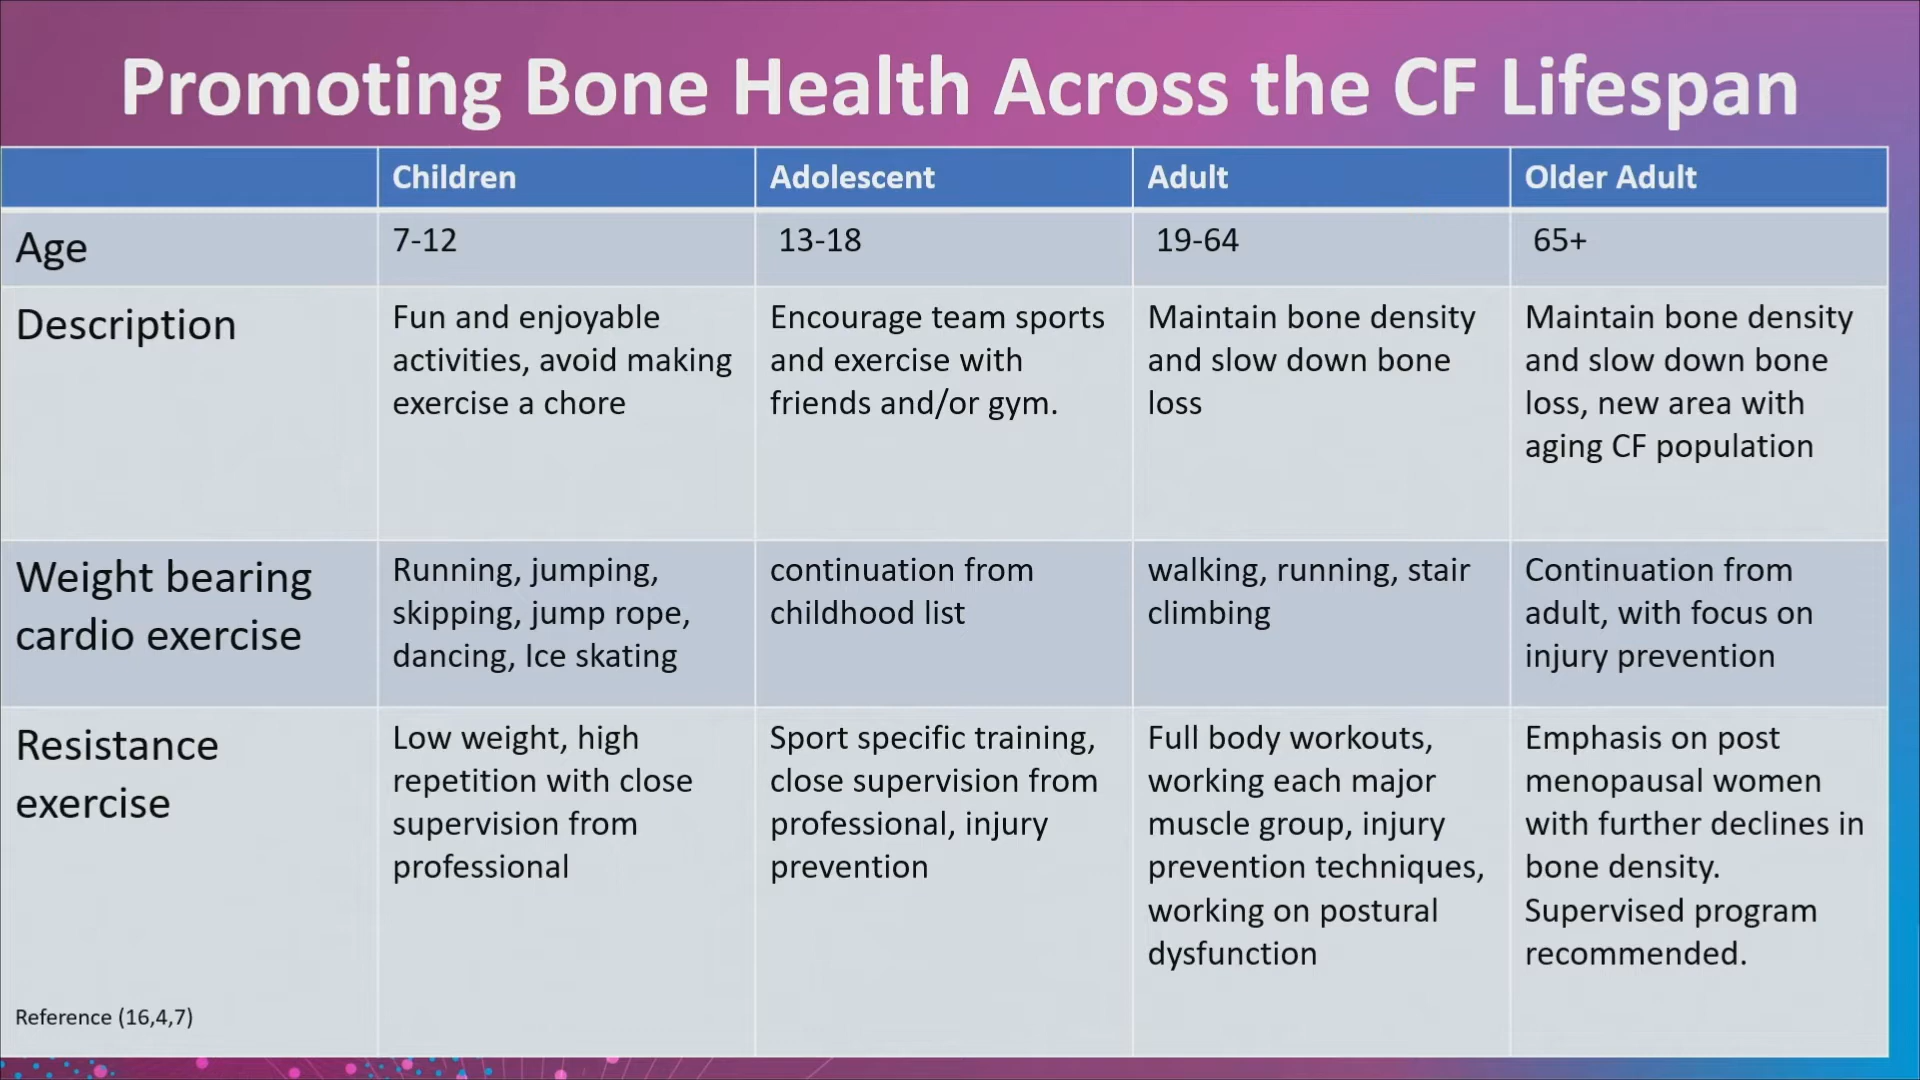 Promoting Bone Health Across the CF Lifespan
Children
Adolescent
Adult
Older Adult
Age
7-12
13-18
19-64
65+
Description
Fun and enjoyable
activities, avoid making
exercise a chore
Encourage team sports
and exercise with
friends and/or gym.
Maintain bone density
and slow down bone
loss
Maintain bone density
and slow down bone
loss, new area with
aging CF population
Weight bearing
cardio exercise
Running, jumping,
skipping, jump rope,
dancing, Ice skating
continuation from
childhood list
walking, running, stair
climbing
Continuation from
adult, with focus on
injury prevention
Resistance
exercise
Low weight, high
repetition with close
supervision from
professional
Sport specific training,
close supervision from
professional, injury
prevention
Full body workouts,
working each major
muscle group, injury
prevention techniques,
working on postural
dysfunction
Emphasis on post
menopausal women
with further declines in
bone density.
Supervised program
recommended.
Reference (16,4,7)